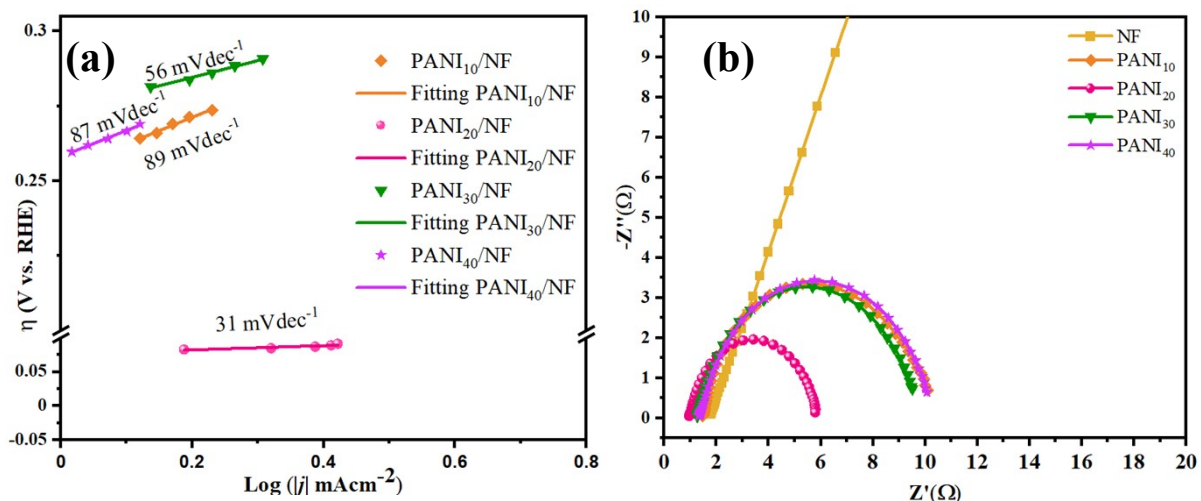 (a)
0.3
0.25
0.05
0
-0.05
η (V vs. RHE)
56 mVdec⁻¹
87 mVdec⁻¹
89 mVdec⁻¹
31 mVdec⁻¹
PANI₁₀/NF
Fitting PANI₁₀/NF
PANI₂₀/NF
Fitting PANI₂₀/NF
PANI₃₀/NF
Fitting PANI₃₀/NF
PANI₄₀/NF
Fitting PANI₄₀/NF
0 0.2 0.4 0.6 0.8
Log (|j| mAcm⁻²)
(b)
-10
-9
-8
-7
-6
-5
-4
-3
-2
-1
0
-Z''(Ω)
NF
PANI₁₀
PANI₂₀
PANI₃₀
PANI₄₀
0 2 4 6 8 10 12 14 16 18 20
Z'(Ω)